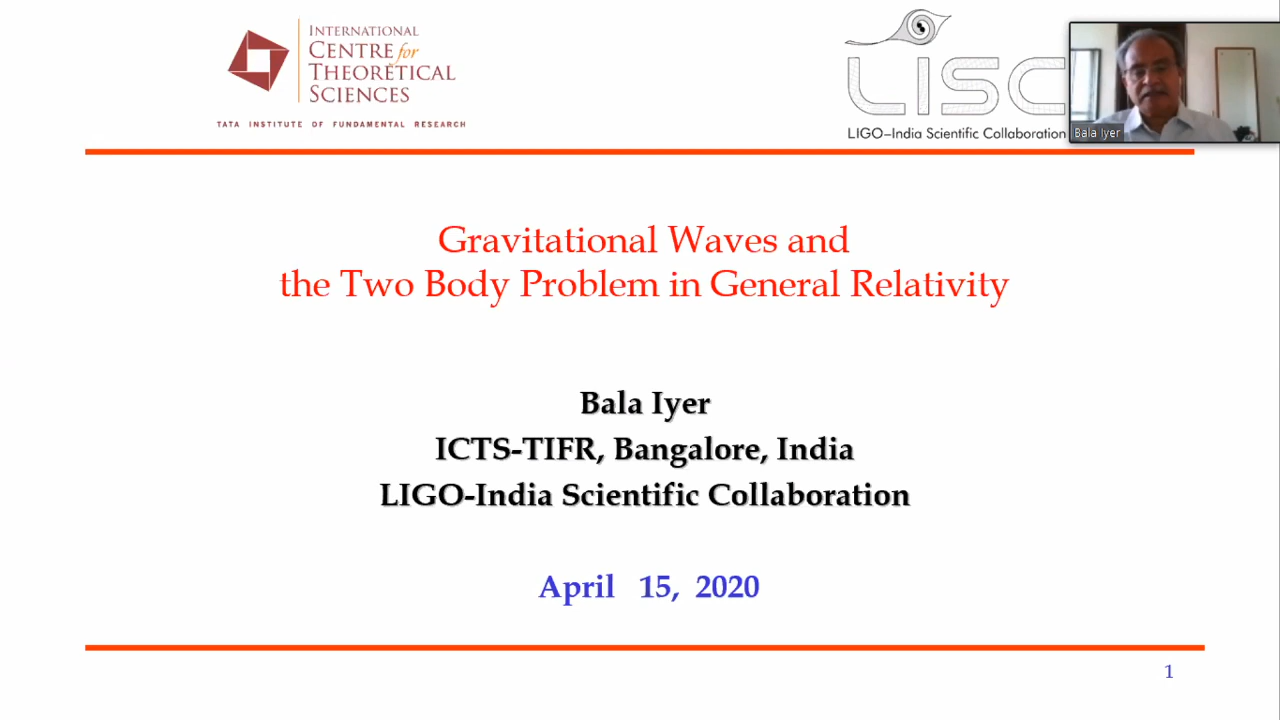 INTERNATIONAL
CENTRE for
THEORETICAL
SCIENCES
TATA INSTITUTE OF FUNDAMENTAL RESEARCH
LISC
LIGO-India Scientific Collaboration
Bala Iyer
Gravitational Waves and
the Two Body Problem in General Relativity
Bala Iyer
ICTS-TIFR, Bangalore, India
LIGO-India Scientific Collaboration
April 15, 2020
1